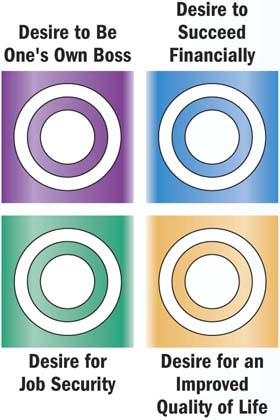 Desire to Be
One's Own Boss
Desire to
Succeed
Financially
Desire for
Job Security
Desire for an
Improved
Quality of Life